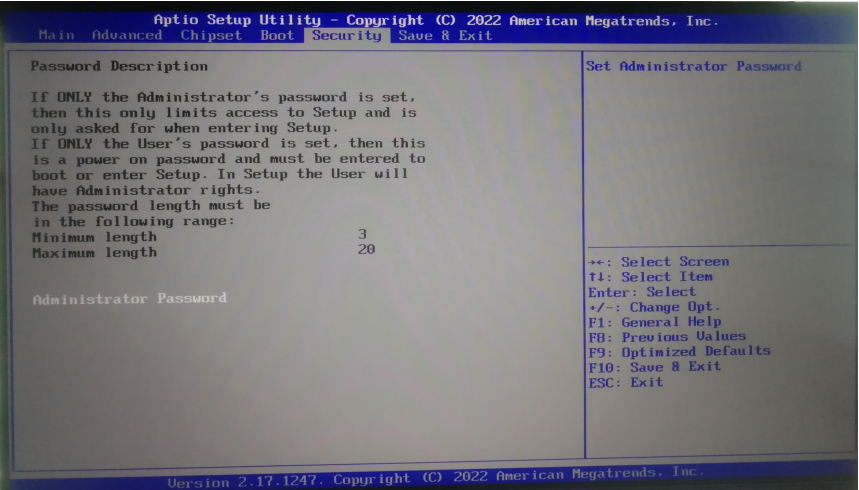 Aptio Setup Utility – Copyright (C) 2022 American Megatrends, Inc.
Main Advanced Chipset Boot Security Save & Exit
Password Description
If ONLY the Administrator's password is set,
then this only limits access to Setup and is
only asked for when entering Setup.
If ONLY the User's password is set, then this
is a power on password and must be entered to
boot or enter Setup. In Setup the User will
have Administrator rights.
The password length must be
in the following range:
Minimum length 3
Maximum length 20
Administrator Password
Set Administrator Password
→←: Select Screen
↑↓: Select Item
Enter: Select
+/-: Change Opt.
F1: General Help
F8: Previous Values
F9: Optimized Defaults
F10: Save & Exit
ESC: Exit
Version 2.17.1247. Copyright (C) 2022 American Megatrends, Inc.